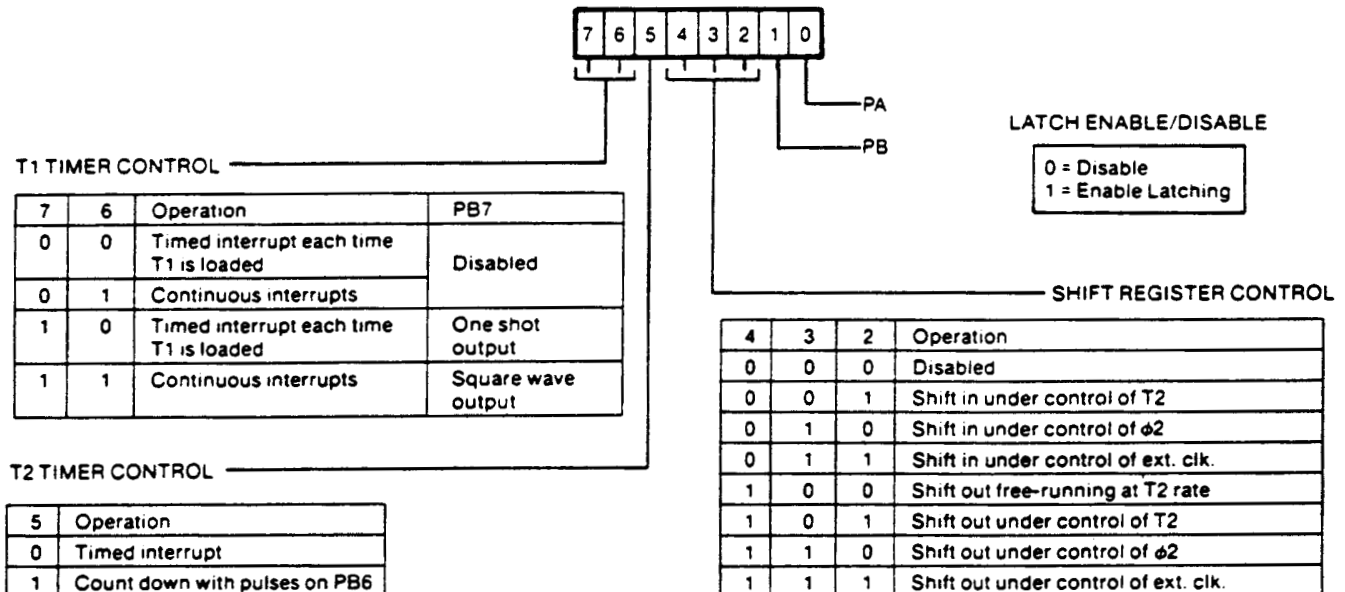 7 6 5 4 3 2 1 0
PA
PB
LATCH ENABLE/DISABLE
0 = Disable
1 = Enable Latching
T1 TIMER CONTROL
7 6 Operation PB7
0 0 Timed interrupt each time
T1 is loaded
Disabled
0 1 Continuous interrupts
1 0 Timed interrupt each time One shot
T1 is loaded output
1 1 Continuous interrupts Square wave
output
T2 TIMER CONTROL
5 Operation
0 Timed interrupt
1 Count down with pulses on PB6
SHIFT REGISTER CONTROL
4 3 2 Operation
0 0 0 Disabled
0 0 1 Shift in under control of T2
0 1 0 Shift in under control of ϕ2
0 1 1 Shift in under control of ext. clk.
1 0 0 Shift out free-running at T2 rate
1 0 1 Shift out under control of T2
1 1 0 Shift out under control of ϕ2
1 1 1 Shift out under control of ext. clk.